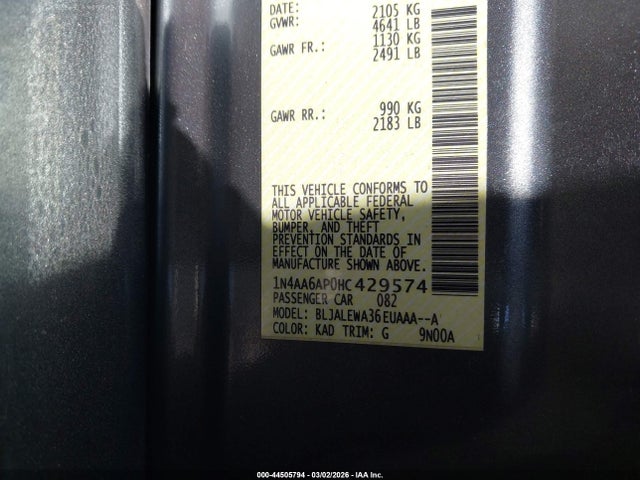 DATE: 2105 KG
GVWR: 4641 LB
GAWR FR.: 1130 KG
2491 LB
GAWR RR.: 990 KG
2183 LB
THIS VEHICLE CONFORMS TO
ALL APPLICABLE FEDERAL
MOTOR VEHICLE SAFETY,
BUMPER, AND THEFT
PREVENTION STANDARDS IN
EFFECT ON THE DATE OF
MANUFACTURE SHOWN ABOVE.
1N4AA6AP0HC429574
PASSENGER CAR 082
MODEL: BLJALEWA36EUAAA--A
COLOR: KAD TRIM: G 9N00A
000-44505794 - 03/02/2026 - IAA Inc.